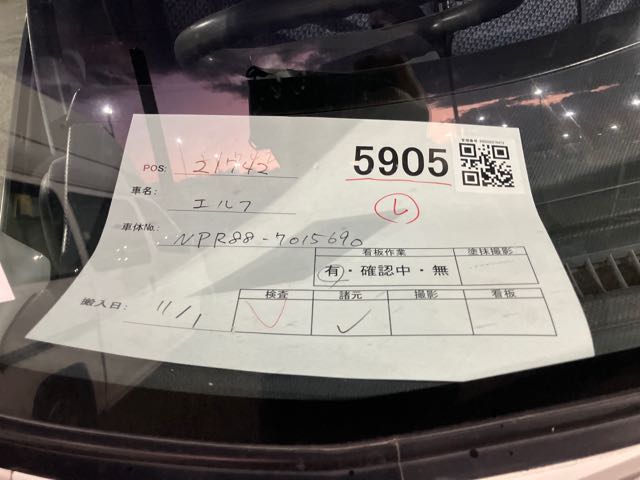 POS: 21742
5905
車名: エルフ
レ
車体No. NPR88-7015690
看板作業 塗抹撮影
有・確認中・無
搬入日: 11/1
検査 諸元 撮影 看板
✓ ✓